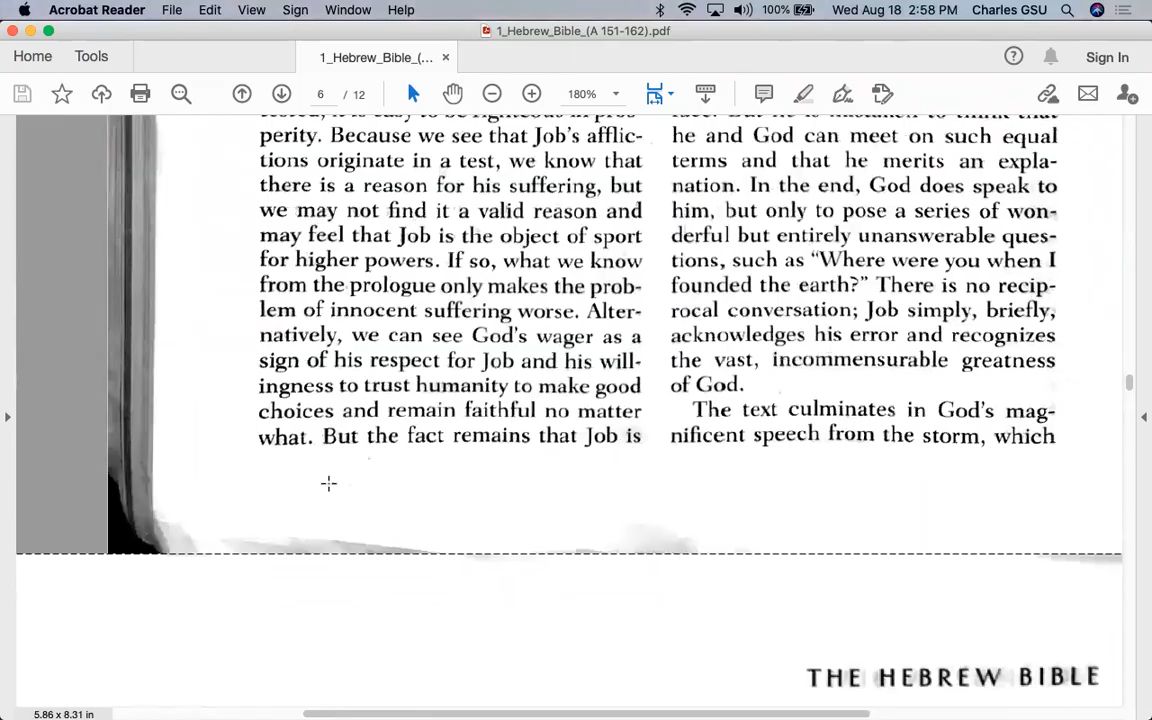 Acrobat Reader File Edit View Sign Window Help 100% Wed Aug 18 2:58 PM Charles GSU
1_Hebrew_Bible_(A 151-162).pdf
Home Tools 1_Hebrew_Bible_(... × ? Sign In
6 / 12 180%
perity. Because we see that Job's afflic-
tions originate in a test, we know that
there is a reason for his suffering, but
we may not find it a valid reason and
may feel that Job is the object of sport
for higher powers. If so, what we know
from the prologue only makes the prob-
lem of innocent suffering worse. Alter-
natively, we can see God's wager as a
sign of his respect for Job and his will-
ingness to trust humanity to make good
choices and remain faithful no matter
what. But the fact remains that Job is
he and God can meet on such equal
terms and that he merits an expla-
nation. In the end, God does speak to
him, but only to pose a series of won-
derful but entirely unanswerable ques-
tions, such as "Where were you when I
founded the earth?" There is no recip-
rocal conversation; Job simply, briefly,
acknowledges his error and recognizes
the vast, incommensurable greatness
of God.
The text culminates in God's mag-
nificent speech from the storm, which
THE HEBREW BIBLE
5.86 x 8.31 in